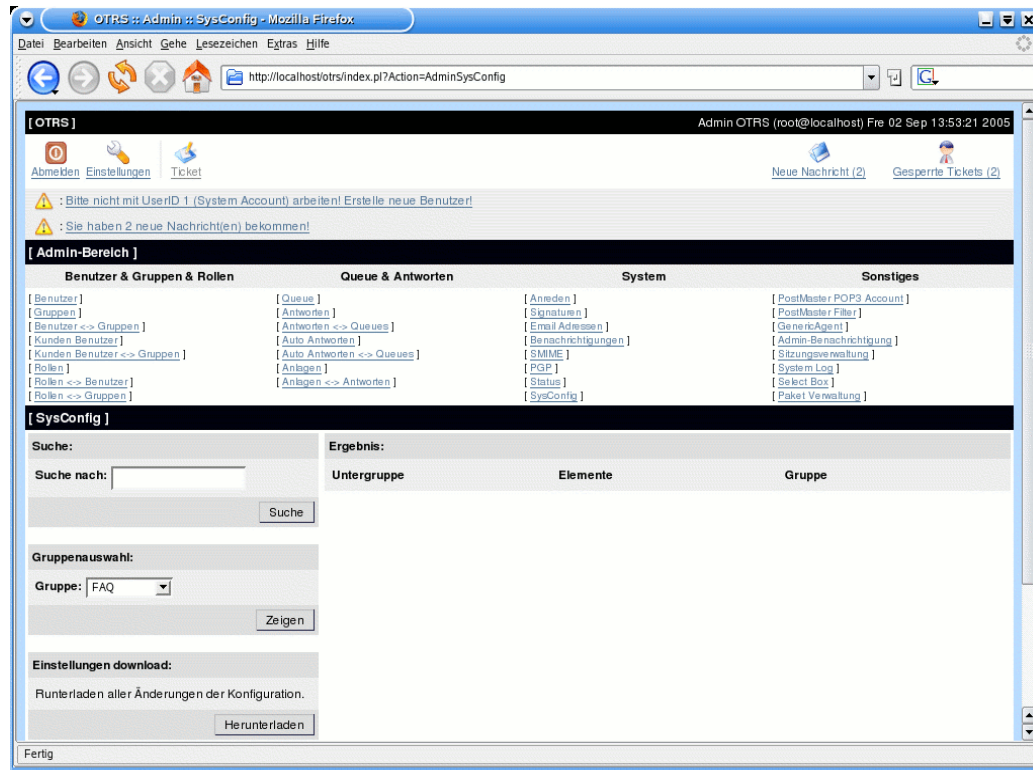 OTRS :: Admin :: SysConfig - Mozilla Firefox
Datei Bearbeiten Ansicht Gehe Lesezeichen Extras Hilfe
http://localhost/otrs/index.pl?Action=AdminSysConfig
G
[ OTRS ] Admin OTRS (root@localhost) Fre 02 Sep 13:53:21 2005
Abmelden Einstellungen Ticket Neue Nachricht (2) Gesperrte Tickets (2)
: Bitte nicht mit UserID 1 (System Account) arbeiten! Erstelle neue Benutzer!
: Sie haben 2 neue Nachricht(en) bekommen!
[ Admin-Bereich ]
Benutzer & Gruppen & Rollen Queue & Antworten System Sonstiges
[ Benutzer ] [ Queue ] [ Anreden ] [ PostMaster POP3 Account ]
[ Gruppen ] [ Antworten ] [ Signaturen ] [ PostMaster Filter ]
[ Benutzer <-> Gruppen ] [ Antworten <-> Queues ] [ Email Adressen ] [ GenericAgent ]
[ Kunden Benutzer ] [ Auto Antworten ] [ Benachrichtigungen ] [ Admin-Benachrichtigung ]
[ Kunden Benutzer <-> Gruppen ] [ Auto Antworten <-> Queues ] [ SMIME ] [ Sitzungsverwaltung ]
[ Rollen ] [ Anlagen ] [ PGP ] [ System Log ]
[ Rollen <-> Benutzer ] [ Anlagen <-> Antworten ] [ Status ] [ Select Box ]
[ Rollen <-> Gruppen ] [ SysConfig ] [ Paket Verwaltung ]
[ SysConfig ]
Suche: Ergebnis:
Suche nach: Untergruppe Elemente Gruppe
Suche
Gruppenauswahl:
Gruppe: FAQ
Zeigen
Einstellungen download:
Runterladen aller Änderungen der Konfiguration.
Herunterladen
Fertig